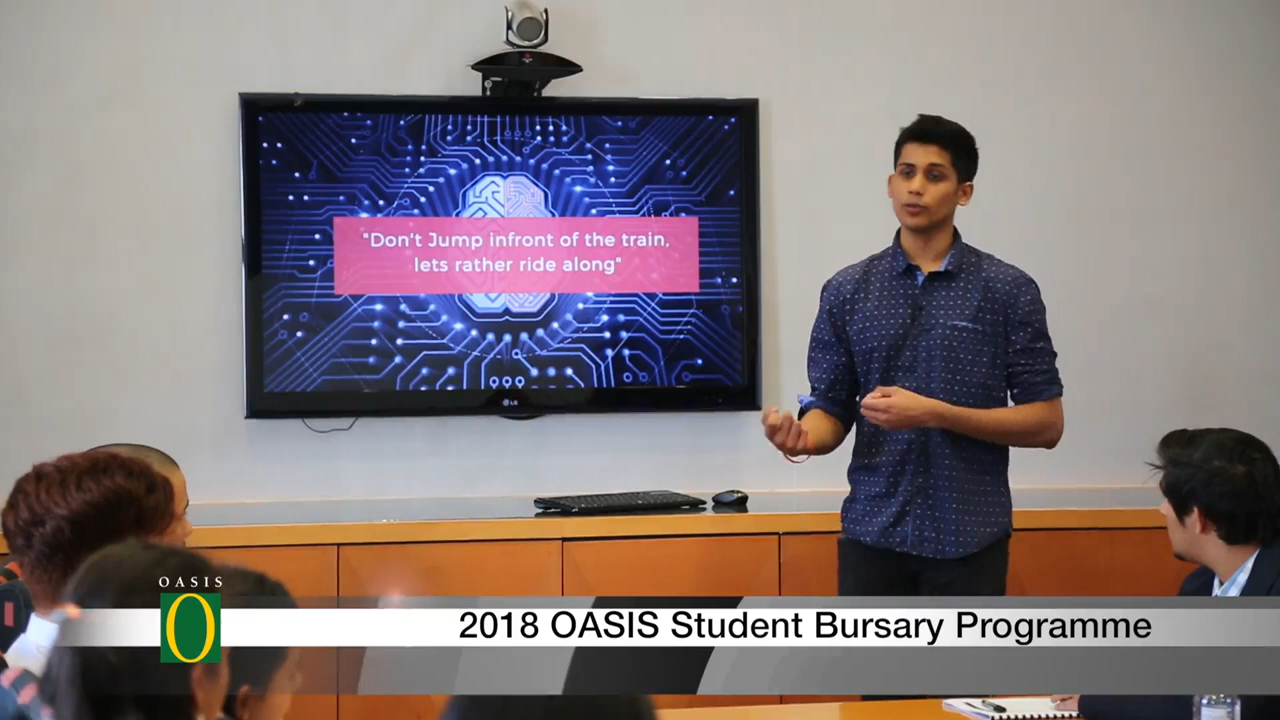 "Don't Jump infront of the train,
lets rather ride along"
LG
OASIS
O
2018 OASIS Student Bursary Programme